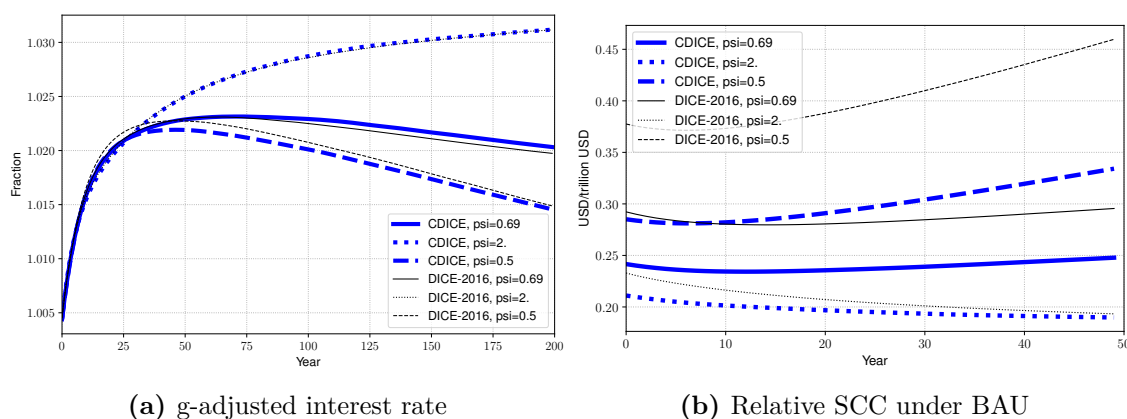 1.030
1.025
1.020
1.015
1.010
1.005
Fraction
0 25 50 75 100 125 150 175 200
Year
CDICE, psi=0.69
CDICE, psi=2.
CDICE, psi=0.5
DICE-2016, psi=0.69
DICE-2016, psi=2.
DICE-2016, psi=0.5
(a) g-adjusted interest rate
0.45
0.40
0.35
0.30
0.25
0.20
USD/trillion USD
0 10 20 30 40 50
Year
CDICE, psi=0.69
CDICE, psi=2.
CDICE, psi=0.5
DICE-2016, psi=0.69
DICE-2016, psi=2.
DICE-2016, psi=0.5
(b) Relative SCC under BAU